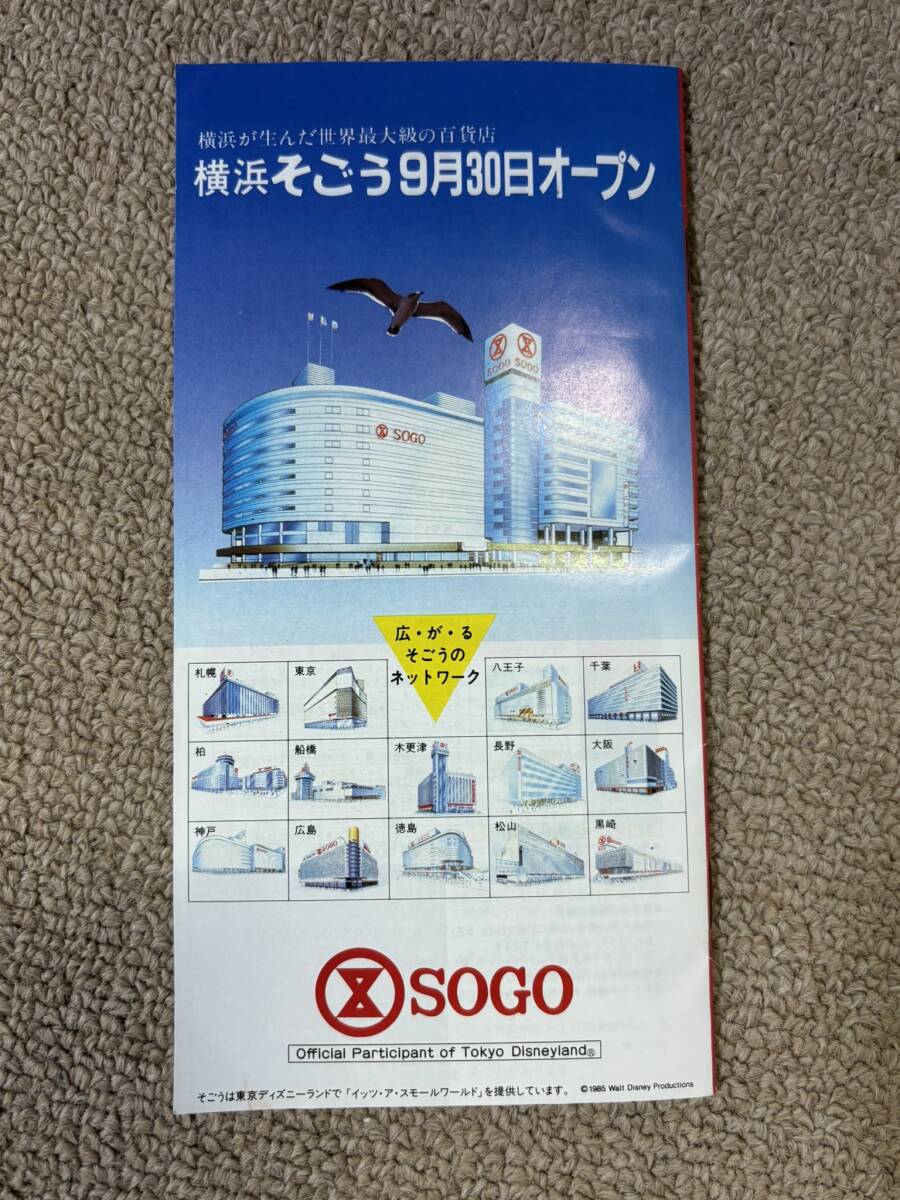 横浜が生んだ世界最大級の百貨店
横浜そごう9月30日オープン
SOGO SOGO
SOGO
広・が・る
そごうの
ネットワーク
札幌
東京
八王子
千葉
柏
船橋
木更津
長野
大阪
神戸
広島
徳島
松山
黒崎
SOGO
SOGO
Official Participant of Tokyo Disneyland®
そごうは東京ディズニーランドで「イッツ・ア・スモールワールド」を提供しています。
©1985 Walt Disney Productions